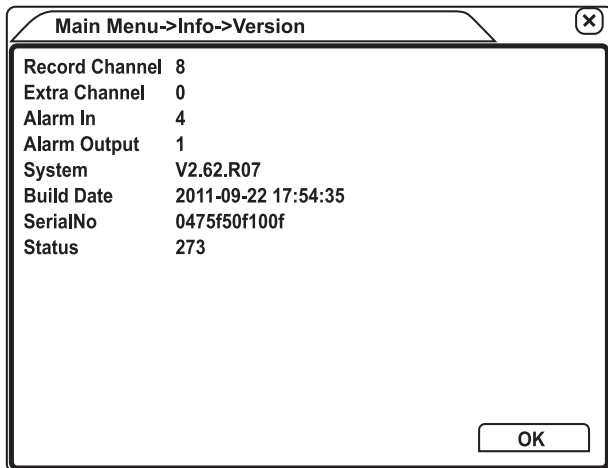 Main Menu->Info->Version
Record Channel 8
Extra Channel 0
Alarm In 4
Alarm Output 1
System V2.62.R07
Build Date 2011-09-22 17:54:35
SerialNo 0475f50f100f
Status 273
OK